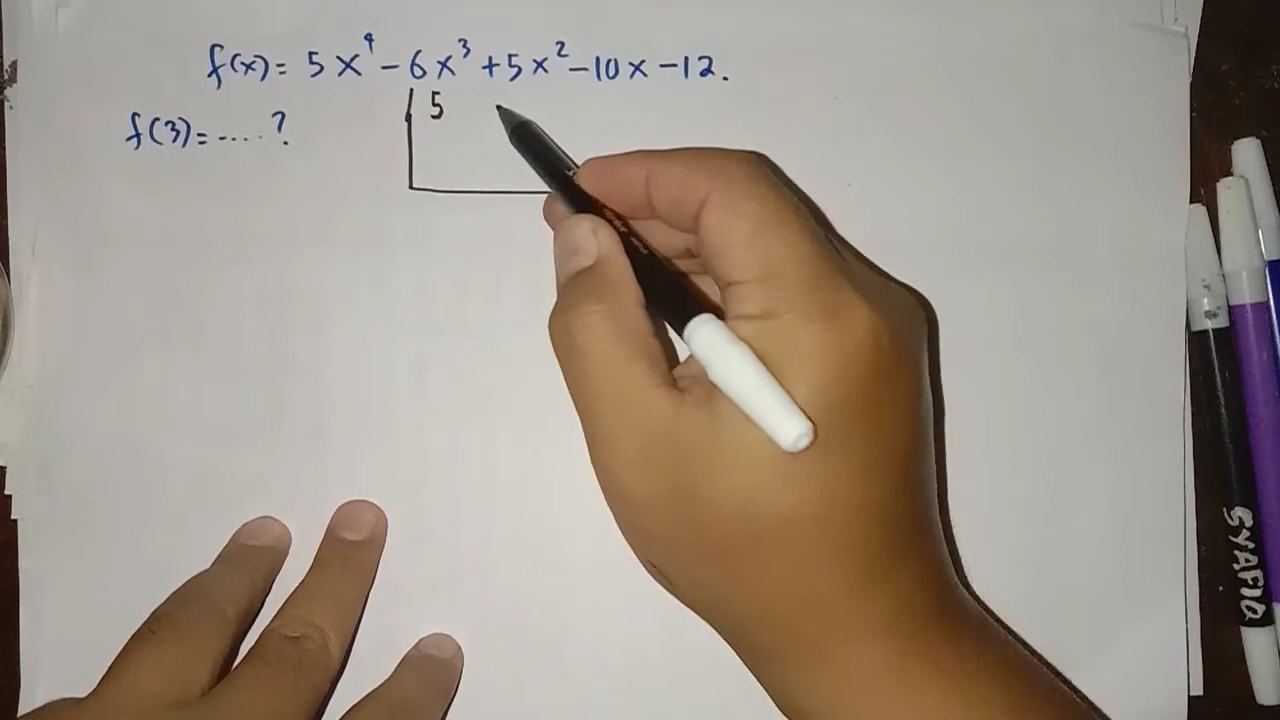 f(x) = 5x⁴ - 6x³ + 5x² - 10x - 12.
f(3) = ....?
5
SYAFIQ